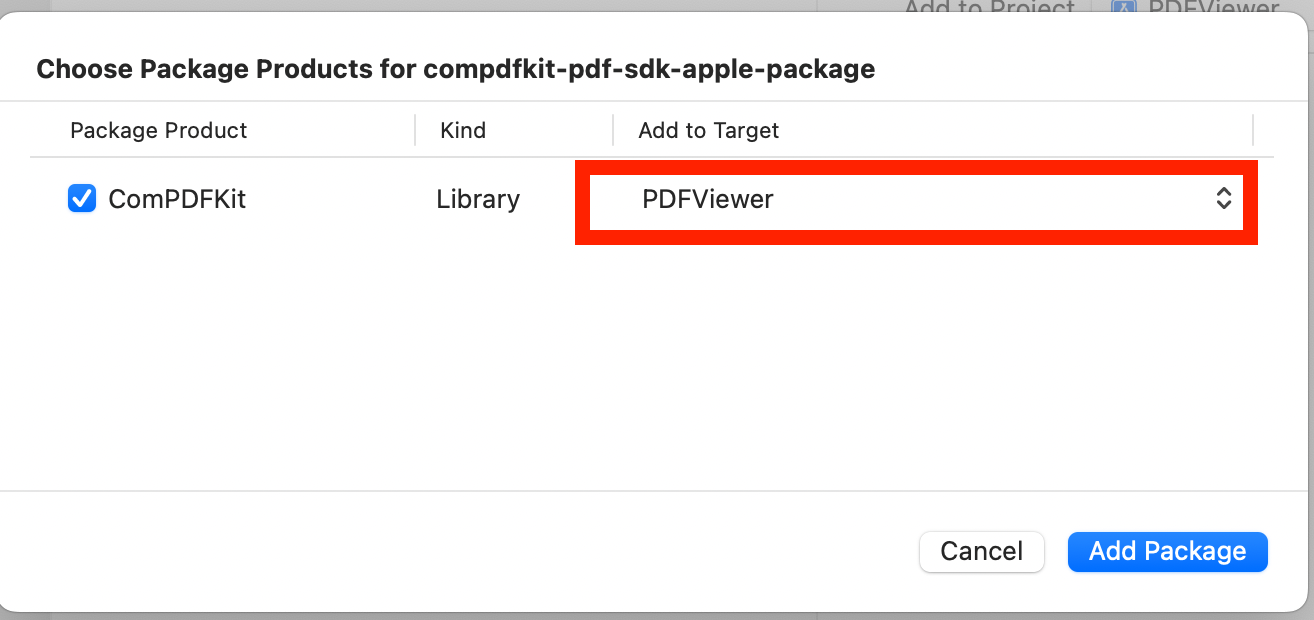 Add to Project PDFViewer
Choose Package Products for compdfkit-pdf-sdk-apple-package
Package Product Kind Add to Target
ComPDFKit Library PDFViewer
Cancel Add Package